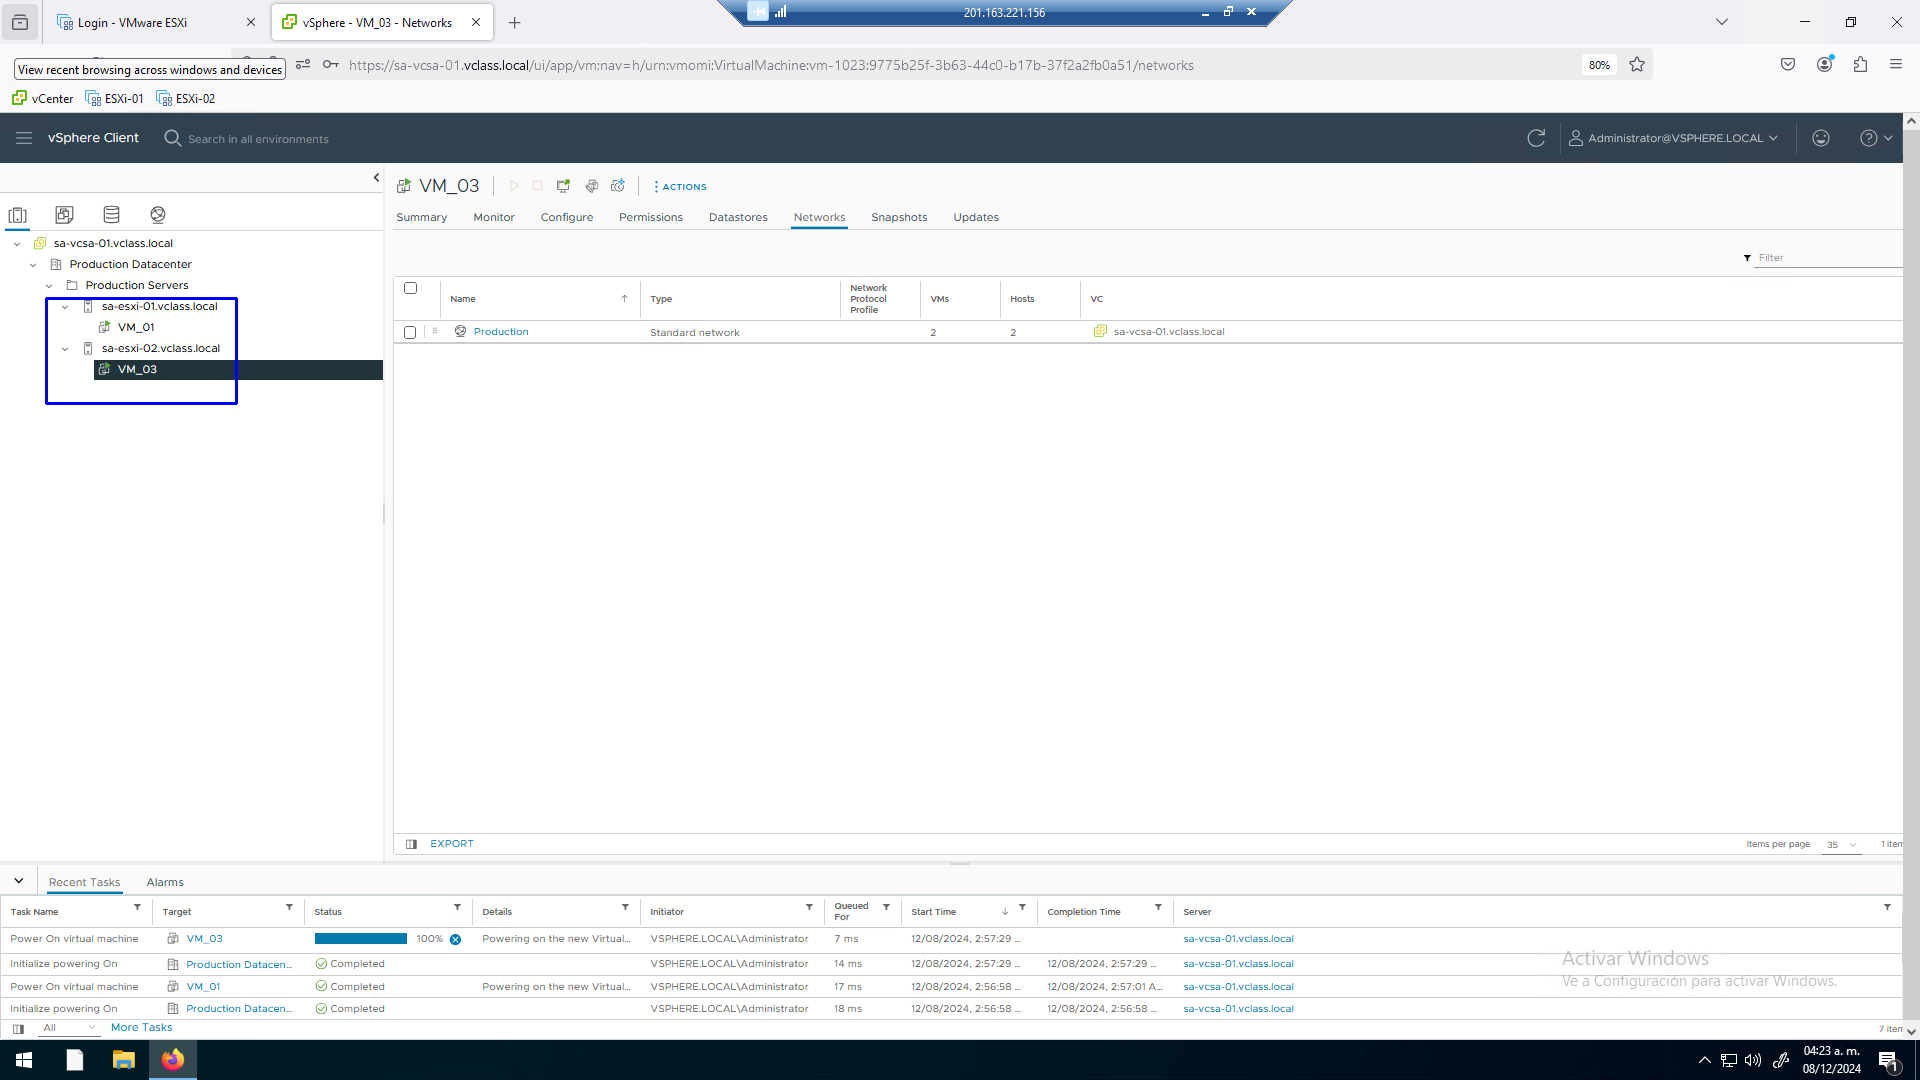 Login - VMware ESXi
vSphere - VM_03 - Networks
201.163.221.156
View recent browsing across windows and devices
https://sa-vcsa-01.vclass.local/ui/app/vm;nav=h/urn:vmomi:VirtualMachine:vm-1023:9775b25f-3b63-44c0-b17b-37f2a2fb0a51/networks
80%
vCenter
ESXi-01
ESXi-02
vSphere Client
Search in all environments
Administrator@VSPHERE.LOCAL
VM_03
ACTIONS
Summary
Monitor
Configure
Permissions
Datastores
Networks
Snapshots
Updates
sa-vcsa-01.vclass.local
Production Datacenter
Production Servers
sa-esxi-01.vclass.local
VM_01
sa-esxi-02.vclass.local
VM_03
Filter
Name
Type
Network Protocol Profile
VMs
Hosts
VC
Production
Standard network
2
2
sa-vcsa-01.vclass.local
EXPORT
Items per page
35
1 item
Recent Tasks
Alarms
Task Name
Target
Status
Details
Initiator
Queued For
Start Time
Completion Time
Server
Power On virtual machine
VM_03
100%
Powering on the new Virtual...
VSPHERE.LOCAL\Administrator
7 ms
12/08/2024, 2:57:29 ...
sa-vcsa-01.vclass.local
Initialize powering On
Production Datacen...
Completed
VSPHERE.LOCAL\Administrator
14 ms
12/08/2024, 2:57:29 ...
12/08/2024, 2:57:29 ...
sa-vcsa-01.vclass.local
Power On virtual machine
VM_01
Completed
Powering on the new Virtual...
VSPHERE.LOCAL\Administrator
17 ms
12/08/2024, 2:56:58 ...
12/08/2024, 2:57:01 A...
sa-vcsa-01.vclass.local
Initialize powering On
Production Datacen...
Completed
VSPHERE.LOCAL\Administrator
18 ms
12/08/2024, 2:56:58 ...
12/08/2024, 2:56:58 ...
sa-vcsa-01.vclass.local
All
More Tasks
7 item
Activar Windows
Ve a Configuración para activar Windows.
04:23 a. m.
08/12/2024
1